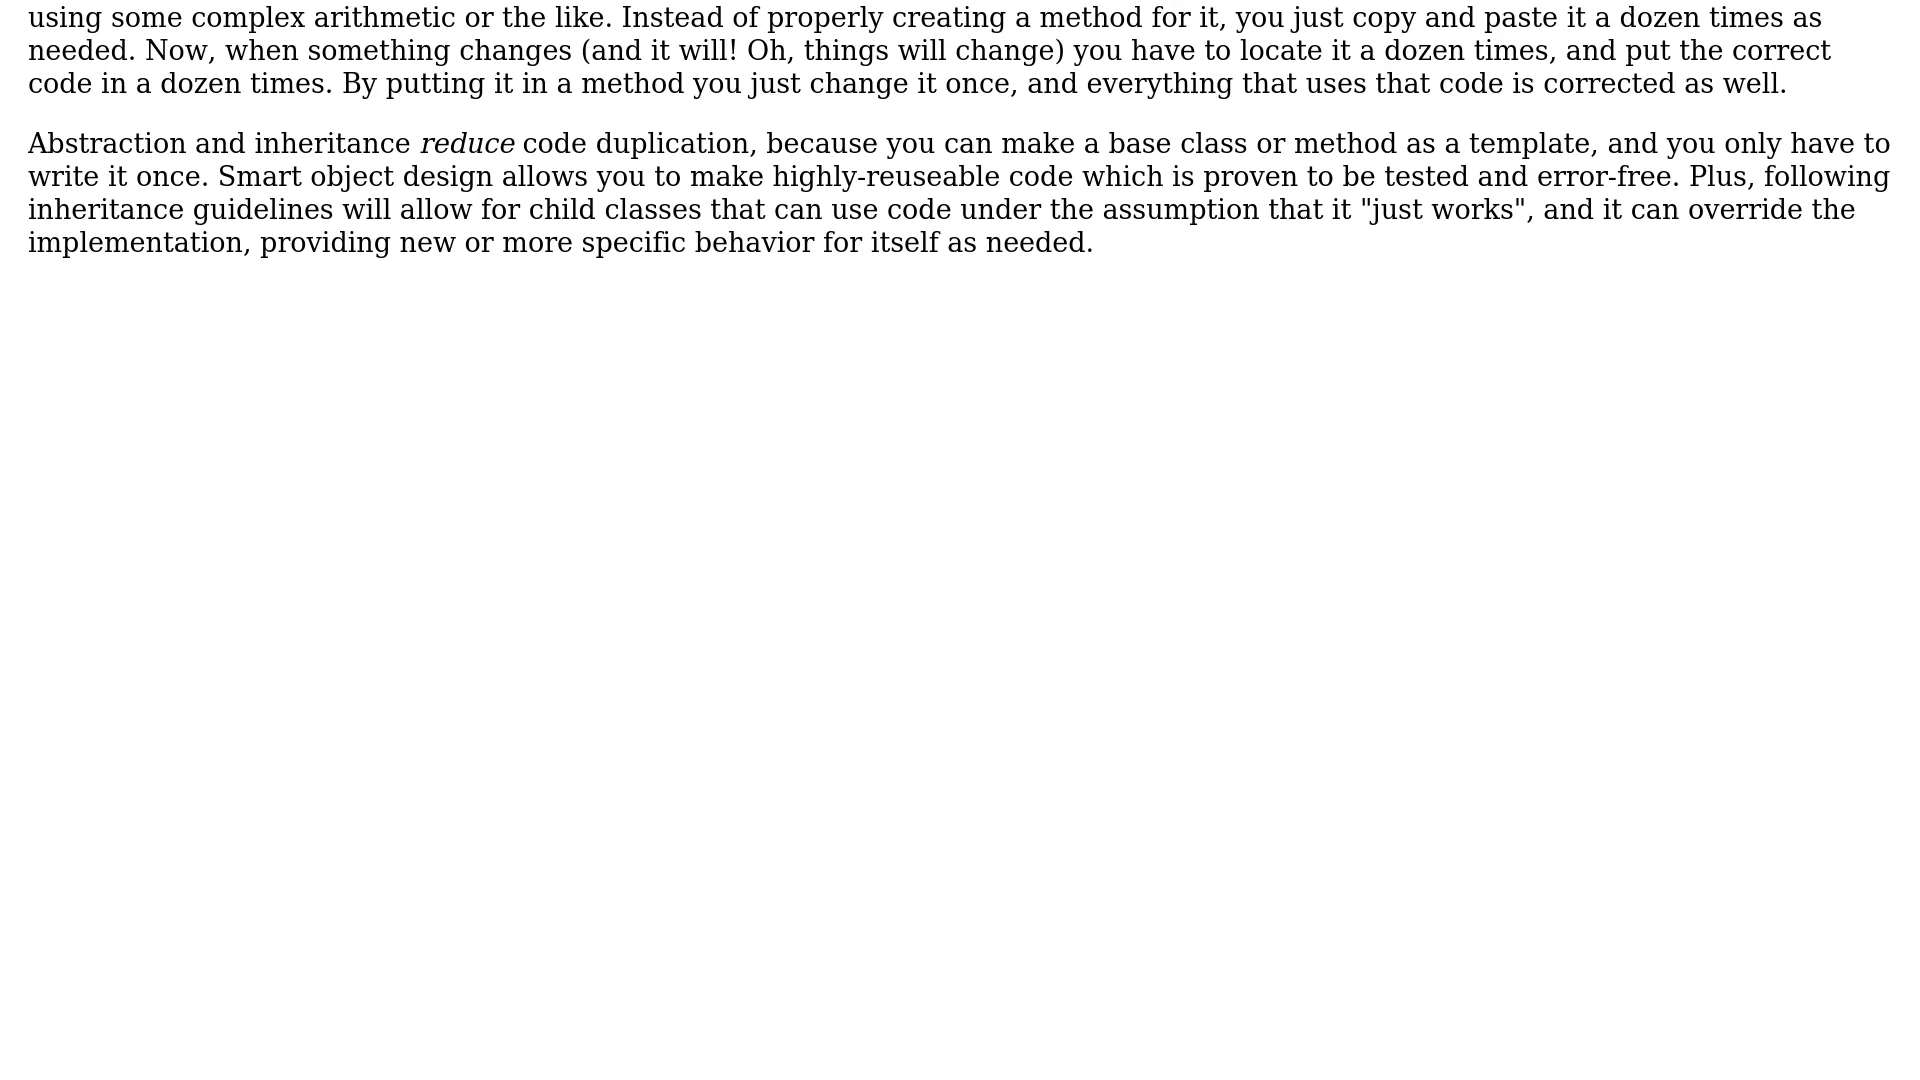 using some complex arithmetic or the like. Instead of properly creating a method for it, you just copy and paste it a dozen times as
needed. Now, when something changes (and it will! Oh, things will change) you have to locate it a dozen times, and put the correct
code in a dozen times. By putting it in a method you just change it once, and everything that uses that code is corrected as well.
Abstraction and inheritance reduce code duplication, because you can make a base class or method as a template, and you only have to
write it once. Smart object design allows you to make highly-reuseable code which is proven to be tested and error-free. Plus, following
inheritance guidelines will allow for child classes that can use code under the assumption that it "just works", and it can override the
implementation, providing new or more specific behavior for itself as needed.